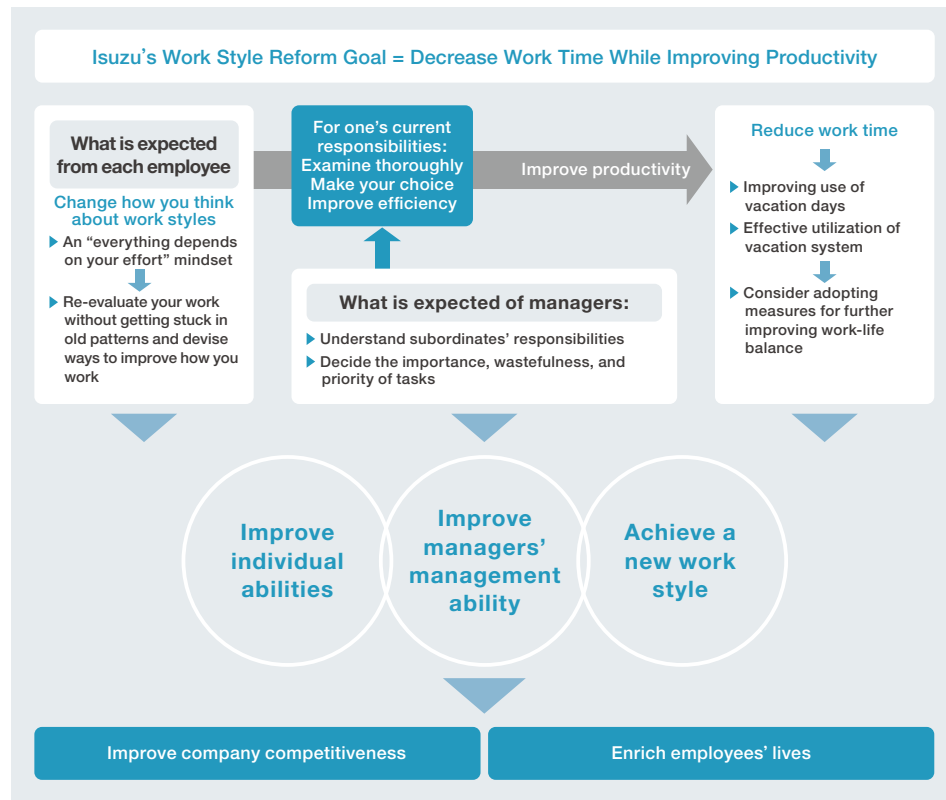 Isuzu's Work Style Reform Goal = Decrease Work Time While Improving Productivity
What is expected
from each employee
Change how you think
about work styles
An “everything depends
on your effort” mindset
Re-evaluate your work
without getting stuck in
old patterns and devise
ways to improve how you
work
For one's current
responsibilities:
Examine thoroughly
Make your choice
Improve efficiency
Improve productivity
What is expected of managers:
Understand subordinates' responsibilities
Decide the importance, wastefulness, and
priority of tasks
Reduce work time
Improving use of
vacation days
Effective utilization of
vacation system
Consider adopting
measures for further
improving work-life
balance
Improve
individual
abilities
Improve
managers'
management
ability
Achieve a
new work
style
Improve company competitiveness
Enrich employees' lives